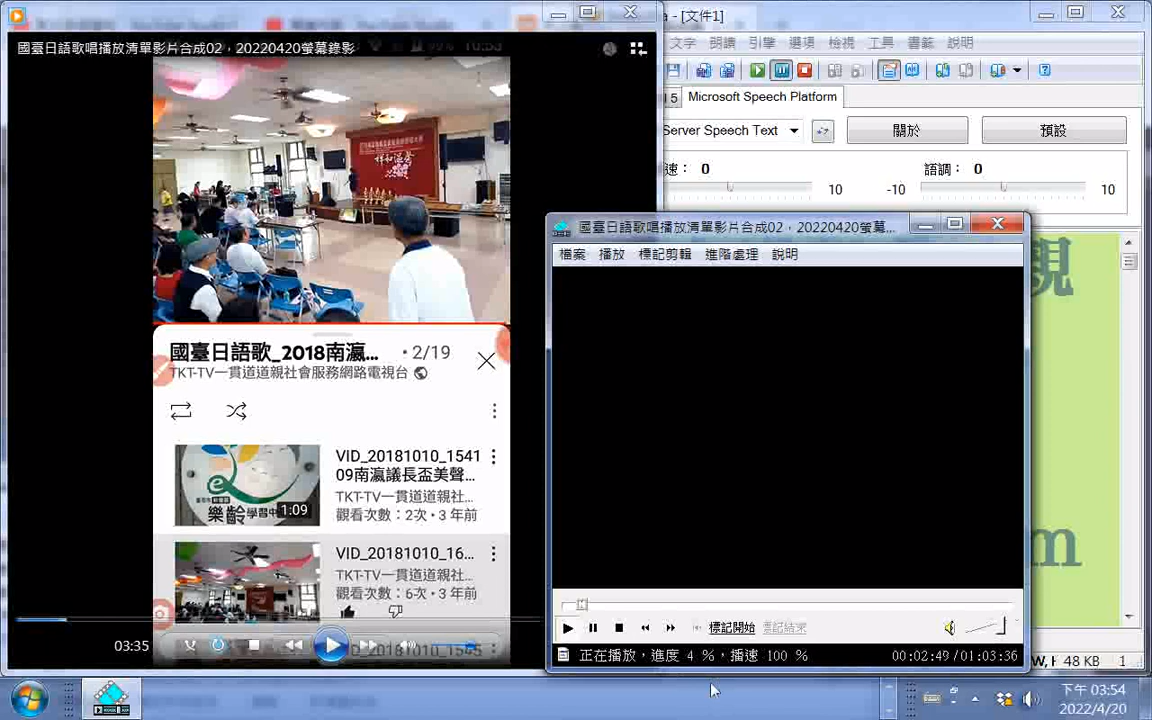 國臺日語歌唱播放清單影片合成02，20220420螢幕錄影
國臺日語歌_2018南瀛... • 2/19
TKT-TV一貫道道親社會服務網路電視台
VID_20181010_1541
09南瀛議長盃美聲...
TKT-TV一貫道道親社...
觀看次數：2次 • 3 年前
樂齡學習中
1:09
VID_20181010_16...
TKT-TV一貫道道親社...
觀看次數：6次 • 3 年前
03:35
- [文件1]
文字 朗讀 引擎 選項 檢視 工具 書籤 說明
15 Microsoft Speech Platform
Server Speech Text 關於 預設
速： 0 語調： 0
10 -10 10
國臺日語歌唱播放清單影片合成02，20220420螢幕...
檔案 播放 標記剪輯 進階處理 說明
標記開始 標記結束
正在播放，進度 4 %，播速 100 % 00:02:49 / 01:03:36
m
48 KB 1
下午 03:54
2022/4/20